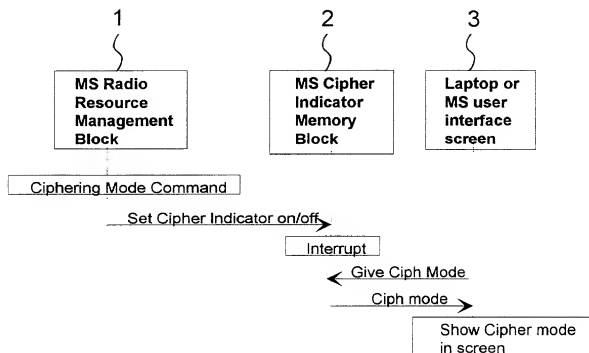 1
2
3
MS Radio
Resource
Management
Block
MS Cipher
Indicator
Memory
Block
Laptop or
MS user
interface
screen
Ciphering Mode Command
Set Cipher Indicator on/off
Interrupt
Give Ciph Mode
Ciph mode
Show Cipher mode
in screen